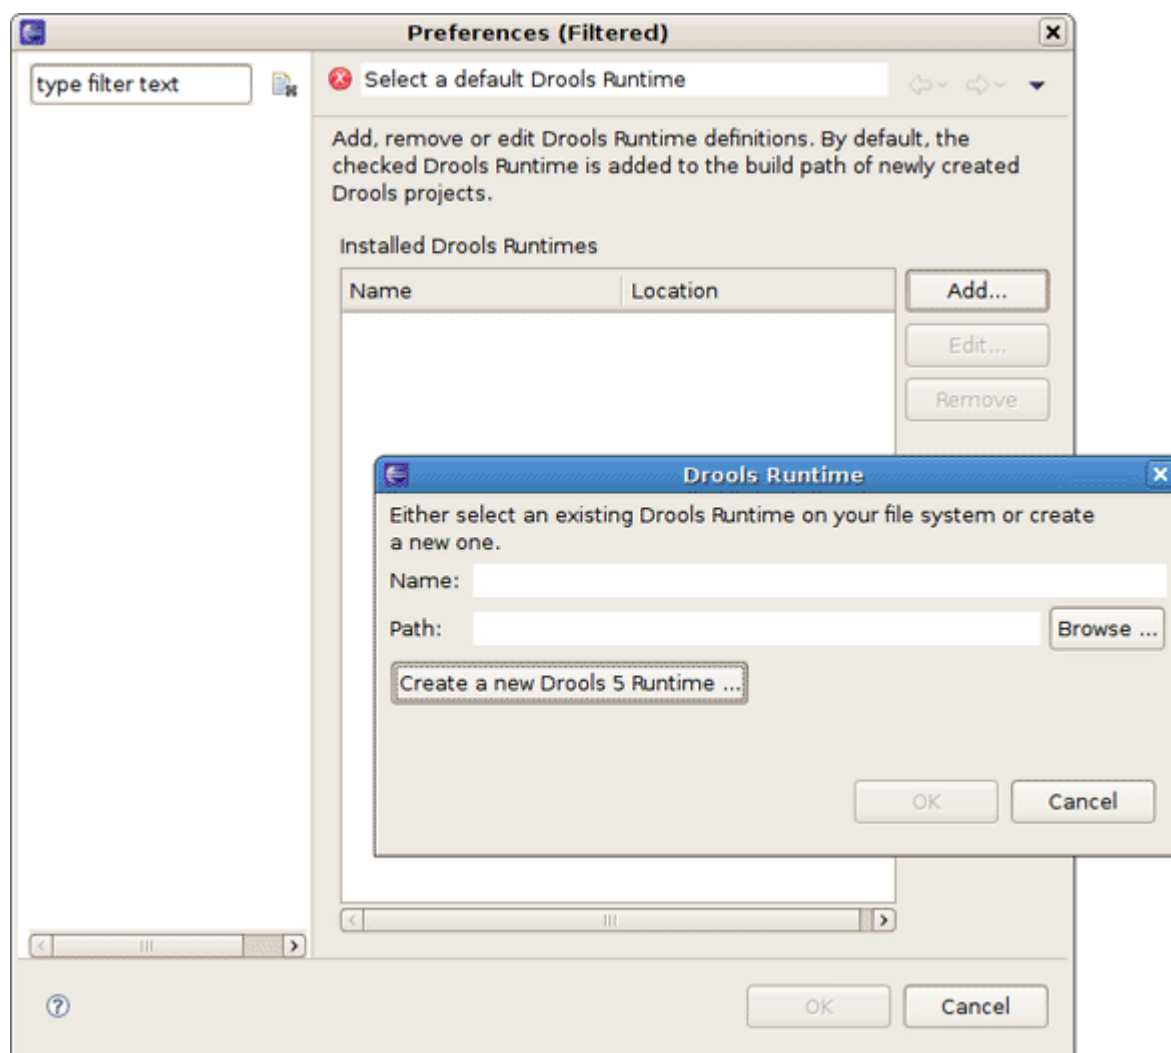 Preferences (Filtered)
type filter text
Select a default Drools Runtime
Add, remove or edit Drools Runtime definitions. By default, the
checked Drools Runtime is added to the build path of newly created
Drools projects.
Installed Drools Runtimes
Name Location
Add...
Edit...
Remove
Drools Runtime
Either select an existing Drools Runtime on your file system or create
a new one.
Name:
Path:
Browse ...
Create a new Drools 5 Runtime ...
OK Cancel
OK Cancel